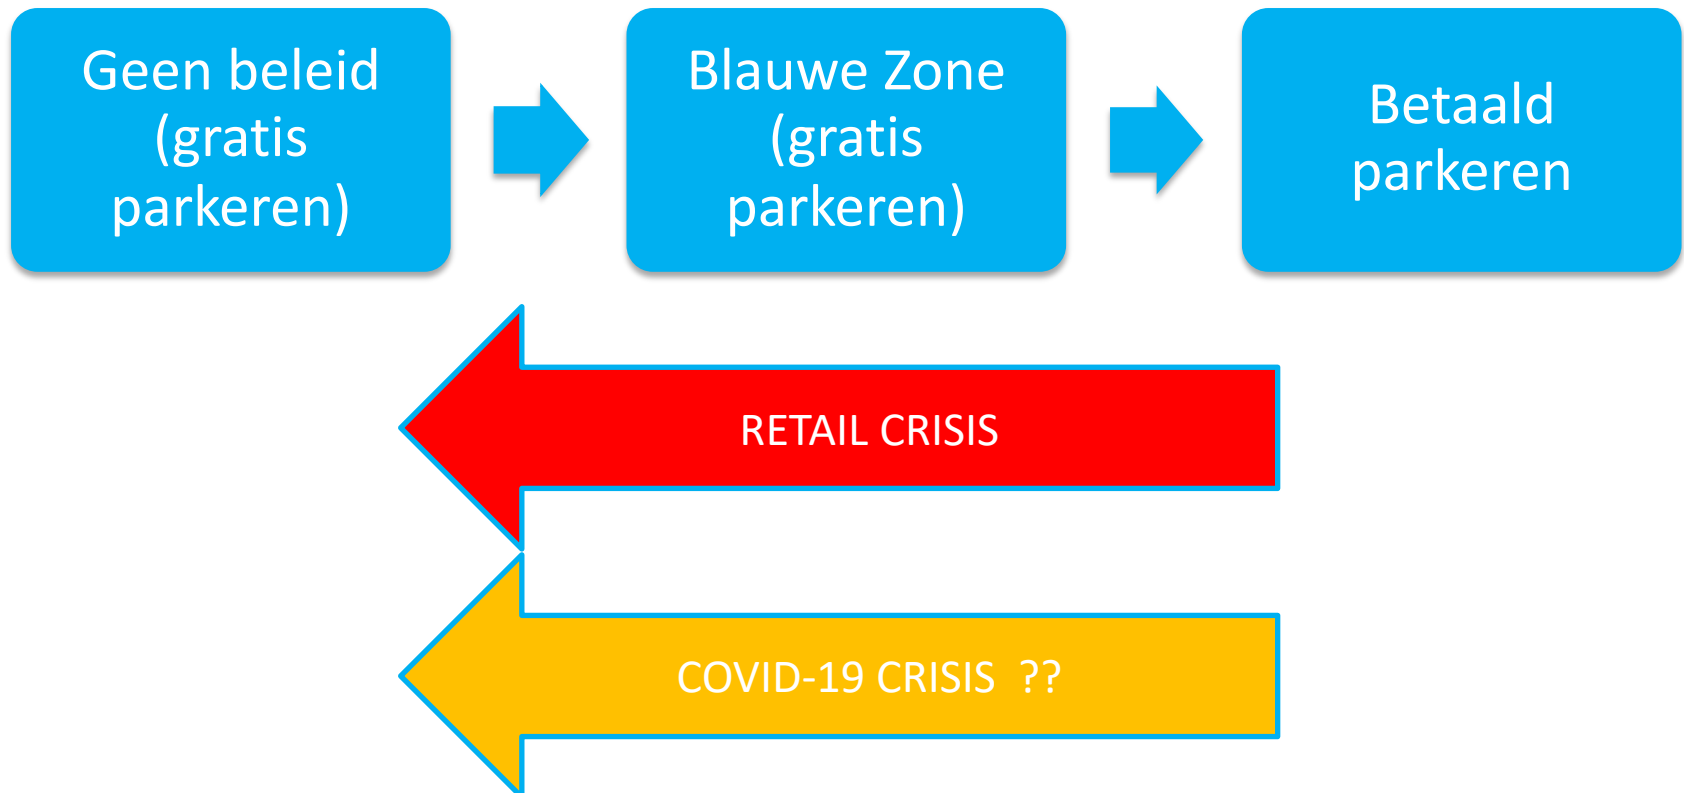 Geen beleid
(gratis
parkeren)
Blauwe Zone
(gratis
parkeren)
Betaald
parkeren
RETAIL CRISIS
COVID-19 CRISIS ??